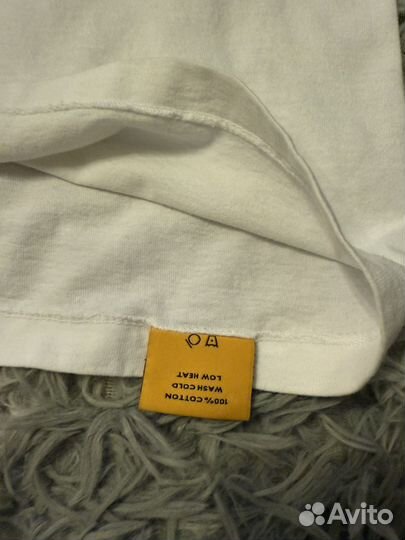 100% COTTON
WASH COLD
LOW HEAT
Avito